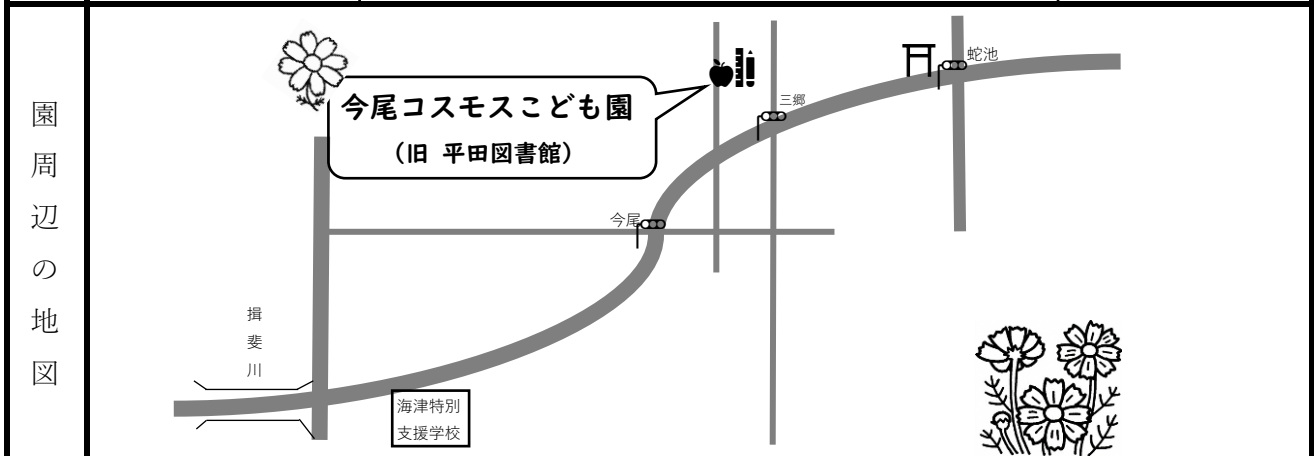 園周辺の地図
今尾コスモスこども園
（旧 平田図書館）
蛇池
三郷
今尾
揖斐川
海津特別
支援学校